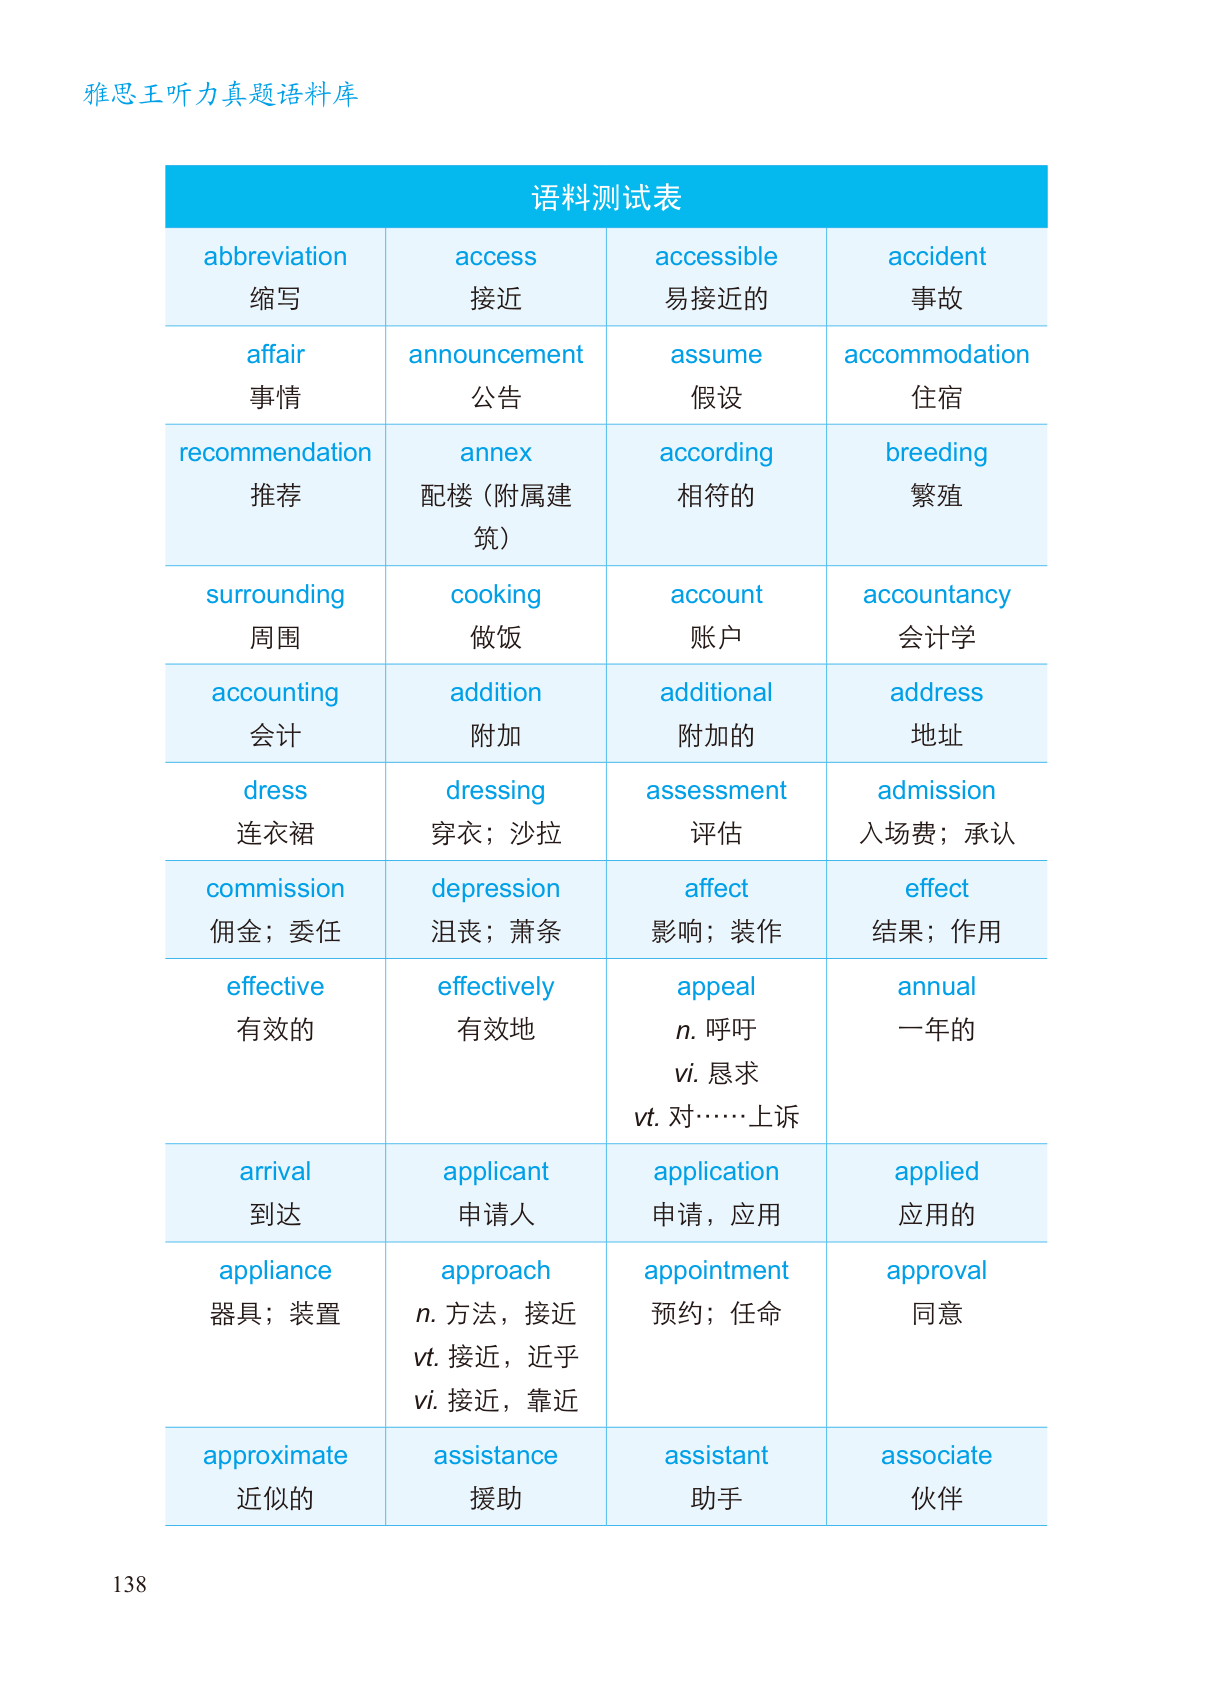 雅思王听力真题语料库
语料测试表
abbreviation
缩写
access
接近
accessible
易接近的
accident
事故
affair
事情
announcement
公告
assume
假设
accommodation
住宿
recommendation
推荐
annex
配楼（附属建
筑）
according
相符的
breeding
繁殖
surrounding
周围
cooking
做饭
account
账户
accountancy
会计学
accounting
会计
addition
附加
additional
附加的
address
地址
dress
连衣裙
dressing
穿衣；沙拉
assessment
评估
admission
入场费；承认
commission
佣金；委任
depression
沮丧；萧条
affect
影响；装作
effect
结果；作用
effective
有效的
effectively
有效地
appeal
n. 呼吁
vi. 恳求
vt. 对……上诉
annual
一年的
arrival
到达
applicant
申请人
application
申请，应用
applied
应用的
appliance
器具；装置
approach
n. 方法，接近
vt. 接近，近乎
vi. 接近，靠近
appointment
预约；任命
approval
同意
approximate
近似的
assistance
援助
assistant
助手
associate
伙伴
138